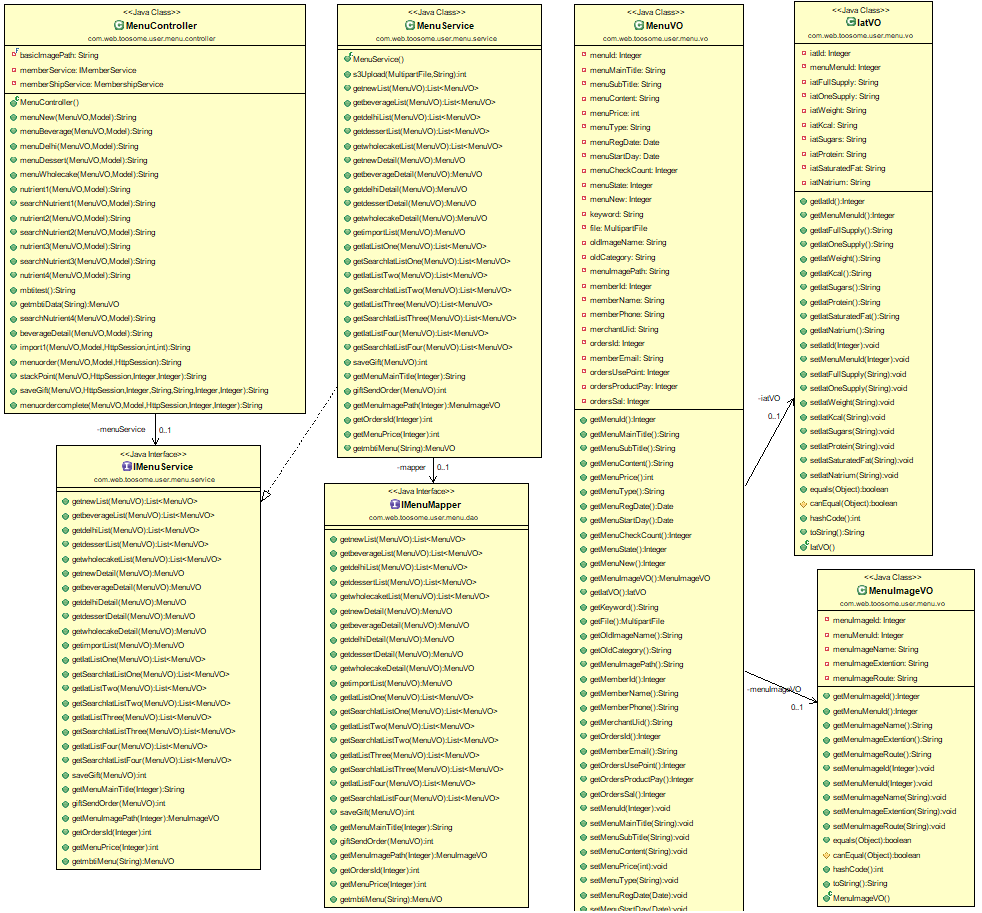 <<Java Class>>
MenuController
com.web.toosome.user.menu.controller
basicImagePath: String
memberService: IMemberService
memberShipService: MembershipService
MenuController()
menuNew(MenuVO,Model):String
menuBeverage(MenuVO,Model):String
menuDelhi(MenuVO,Model):String
menuDessert(MenuVO,Model):String
menuWholecake(MenuVO,Model):String
nutrient1(MenuVO,Model):String
searchNutrient1(MenuVO,Model):String
nutrient2(MenuVO,Model):String
searchNutrient2(MenuVO,Model):String
nutrient3(MenuVO,Model):String
searchNutrient3(MenuVO,Model):String
nutrient4(MenuVO,Model):String
mbtitest():String
getmbtiData(String):MenuVO
searchNutrient4(MenuVO,Model):String
beverageDetail(MenuVO,Model):String
import1(MenuVO,Model,HttpSession,int,int):String
menuorder(MenuVO,Model,HttpSession):String
stackPoint(MenuVO,HttpSession,Integer,Integer):String
saveGift(MenuVO,HttpSession,Integer,String,String,Integer,Integer):String
menuordercomplete(MenuVO,Model,HttpSession,Integer,Integer):String
-menuService
0..1
<<Java Interface>>
IMenuService
com.web.toosome.user.menu.service
getnewList(MenuVO):List<MenuVO>
getbeverageList(MenuVO):List<MenuVO>
getdelhiList(MenuVO):List<MenuVO>
getdessertList(MenuVO):List<MenuVO>
getwholecaketList(MenuVO):List<MenuVO>
getnewDetail(MenuVO):MenuVO
getbeverageDetail(MenuVO):MenuVO
getdelhiDetail(MenuVO):MenuVO
getdessertDetail(MenuVO):MenuVO
getwholecakeDetail(MenuVO):MenuVO
getimportList(MenuVO):MenuVO
getIatListOne(MenuVO):List<MenuVO>
getSearchIatListOne(MenuVO):List<MenuVO>
getIatListTwo(MenuVO):List<MenuVO>
getSearchIatListTwo(MenuVO):List<MenuVO>
getIatListThree(MenuVO):List<MenuVO>
getSearchIatListThree(MenuVO):List<MenuVO>
getIatListFour(MenuVO):List<MenuVO>
getSearchIatListFour(MenuVO):List<MenuVO>
saveGift(MenuVO):int
getMenuMainTitle(Integer):String
giftSendOrder(MenuVO):int
getMenuImagePath(Integer):MenuImageVO
getOrdersId(Integer):int
getMenuPrice(Integer):int
getmbtiMenu(String):MenuVO
<<Java Class>>
MenuService
com.web.toosome.user.menu.service
MenuService()
s3Upload(MultipartFile,String):int
getnewList(MenuVO):List<MenuVO>
getbeverageList(MenuVO):List<MenuVO>
getdelhiList(MenuVO):List<MenuVO>
getdessertList(MenuVO):List<MenuVO>
getwholecaketList(MenuVO):List<MenuVO>
getnewDetail(MenuVO):MenuVO
getbeverageDetail(MenuVO):MenuVO
getdelhiDetail(MenuVO):MenuVO
getdessertDetail(MenuVO):MenuVO
getwholecakeDetail(MenuVO):MenuVO
getimportList(MenuVO):MenuVO
getIatListOne(MenuVO):List<MenuVO>
getSearchIatListOne(MenuVO):List<MenuVO>
getIatListTwo(MenuVO):List<MenuVO>
getSearchIatListTwo(MenuVO):List<MenuVO>
getIatListThree(MenuVO):List<MenuVO>
getSearchIatListThree(MenuVO):List<MenuVO>
getIatListFour(MenuVO):List<MenuVO>
getSearchIatListFour(MenuVO):List<MenuVO>
saveGift(MenuVO):int
getMenuMainTitle(Integer):String
giftSendOrder(MenuVO):int
getMenuImagePath(Integer):MenuImageVO
getOrdersId(Integer):int
getMenuPrice(Integer):int
getmbtiMenu(String):MenuVO
-mapper
0..1
<<Java Interface>>
IMenuMapper
com.web.toosome.user.menu.dao
getnewList(MenuVO):List<MenuVO>
getbeverageList(MenuVO):List<MenuVO>
getdelhiList(MenuVO):List<MenuVO>
getdessertList(MenuVO):List<MenuVO>
getwholecakeList(MenuVO):List<MenuVO>
getnewDetail(MenuVO):MenuVO
getbeverageDetail(MenuVO):MenuVO
getdelhiDetail(MenuVO):MenuVO
getdessertDetail(MenuVO):MenuVO
getwholecakeDetail(MenuVO):MenuVO
getimportList(MenuVO):MenuVO
getIatListOne(MenuVO):List<MenuVO>
getSearchIatListOne(MenuVO):List<MenuVO>
getIatListTwo(MenuVO):List<MenuVO>
getSearchIatListTwo(MenuVO):List<MenuVO>
getIatListThree(MenuVO):List<MenuVO>
getSearchIatListThree(MenuVO):List<MenuVO>
getIatListFour(MenuVO):List<MenuVO>
getSearchIatListFour(MenuVO):List<MenuVO>
saveGift(MenuVO):int
getMenuMainTitle(Integer):String
giftSendOrder(MenuVO):int
getMenuImagePath(Integer):MenuImageVO
getOrdersId(Integer):int
getMenuPrice(Integer):int
getmbtiMenu(String):MenuVO
<<Java Class>>
MenuVO
com.web.toosome.user.menu.vo
menuId: Integer
menuMainTitle: String
menuSubTitle: String
menuContent: String
menuPrice: int
menuType: String
menuRegDate: Date
menuStartDay: Date
menuCheckCount: Integer
menuState: Integer
menuNew: Integer
keyword: String
file: MultipartFile
oldImageName: String
oldCategory: String
menuImagePath: String
memberId: Integer
memberName: String
memberPhone: String
merchantUid: String
ordersId: Integer
memberEmail: String
ordersUsePoint: Integer
ordersProductPay: Integer
ordersSal: Integer
getMenuId():Integer
getMenuMainTitle():String
getMenuSubTitle():String
getMenuContent():String
getMenuPrice():int
getMenuType():String
getMenuRegDate():Date
getMenuStartDay():Date
getMenuCheckCount():Integer
getMenuState():Integer
getMenuNew():Integer
getMenuImageVO():MenuImageVO
getIatVO():IatVO
getKeyword():String
getFile():MultipartFile
getOldImageName():String
getOldCategory():String
getMenuImagePath():String
getMemberId():Integer
getMemberName():String
getMemberPhone():String
getMerchantUid():String
getOrdersId():Integer
getMemberEmail():String
getOrdersUsePoint():Integer
getOrdersProductPay():Integer
getOrdersSal():Integer
setMenuId(Integer):void
setMenuMainTitle(String):void
setMenuSubTitle(String):void
setMenuContent(String):void
setMenuPrice(int):void
setMenuType(String):void
setMenuRegDate(Date):void
setMenuStartDay(Date):void
-iatVO
0..1
-menuImageVO
0..1
<<Java Class>>
IatVO
com.web.toosome.user.menu.vo
iatId: Integer
menuMenuId: Integer
iatFullSupply: String
iatOneSupply: String
iatWeight: String
iatKcal: String
iatSugars: String
iatProtein: String
iatSaturatedFat: String
iatNatrium: String
getIatId():Integer
getMenuMenuId():Integer
getIatFullSupply():String
getIatOneSupply():String
getIatWeight():String
getIatKcal():String
getIatSugars():String
getIatProtein():String
getIatSaturatedFat():String
getIatNatrium():String
setIatId(Integer):void
setMenuMenuId(Integer):void
setIatFullSupply(String):void
setIatOneSupply(String):void
setIatWeight(String):void
setIatKcal(String):void
setIatSugars(String):void
setIatProtein(String):void
setIatSaturatedFat(String):void
setIatNatrium(String):void
equals(Object):boolean
canEqual(Object):boolean
hashCode():int
toString():String
IatVO()
<<Java Class>>
MenuImageVO
com.web.toosome.user.menu.vo
menuImageId: Integer
menuMenuId: Integer
menuImageName: String
menuImageExtention: String
menuImageRoute: String
getMenuImageId():Integer
getMenuMenuId():Integer
getMenuImageName():String
getMenuImageExtention():String
getMenuImageRoute():String
setMenuImageId(Integer):void
setMenuMenuId(Integer):void
setMenuImageName(String):void
setMenuImageExtention(String):void
setMenuImageRoute(String):void
equals(Object):boolean
canEqual(Object):boolean
hashCode():int
toString():String
MenuImageVO()